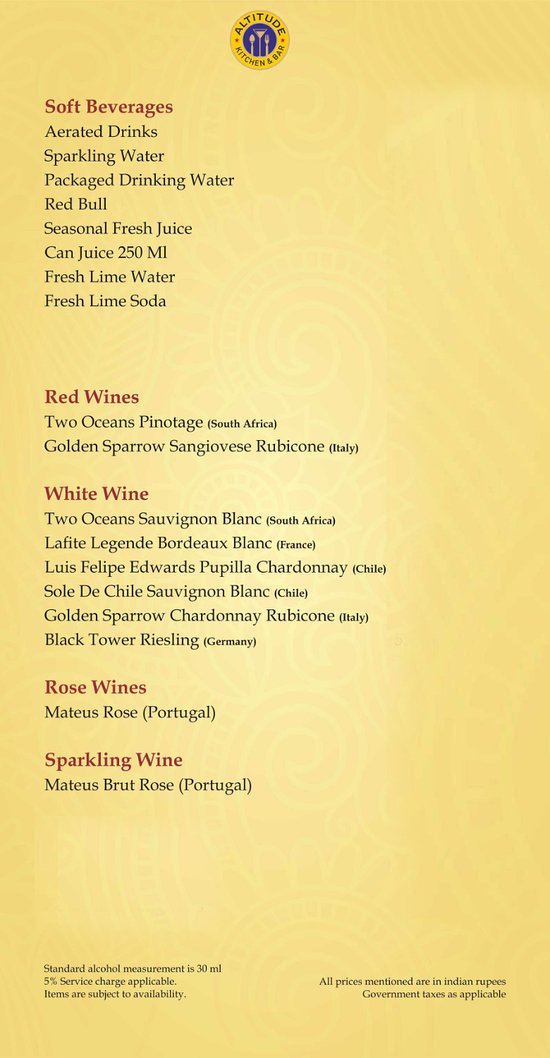 ALTITUDE
KITCHEN & BAR
Soft Beverages
Aerated Drinks
Sparkling Water
Packaged Drinking Water
Red Bull
Seasonal Fresh Juice
Can Juice 250 Ml
Fresh Lime Water
Fresh Lime Soda
Red Wines
Two Oceans Pinotage (South Africa)
Golden Sparrow Sangiovese Rubicone (Italy)
White Wine
Two Oceans Sauvignon Blanc (South Africa)
Lafite Legende Bordeaux Blanc (France)
Luis Felipe Edwards Pupilla Chardonnay (Chile)
Sole De Chile Sauvignon Blanc (Chile)
Golden Sparrow Chardonnay Rubicone (Italy)
Black Tower Riesling (Germany)
Rose Wines
Mateus Rose (Portugal)
Sparkling Wine
Mateus Brut Rose (Portugal)
Standard alcohol measurement is 30 ml
5% Service charge applicable.
Items are subject to availability.
All prices mentioned are in indian rupees
Government taxes as applicable